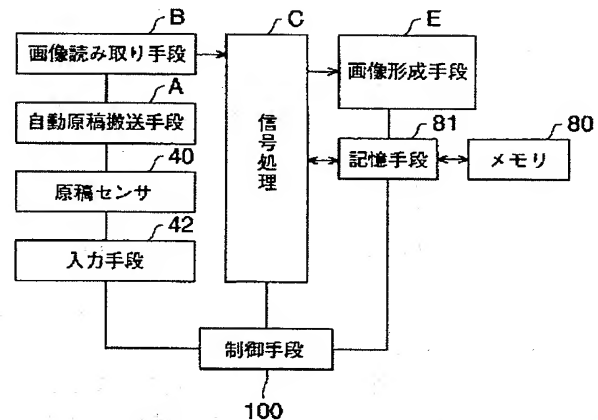 B
画像読み取り手段
A
自動原稿搬送手段
40
原稿センサ
42
入力手段
C
信号処理
E
画像形成手段
81
記憶手段
80
メモリ
制御手段
100